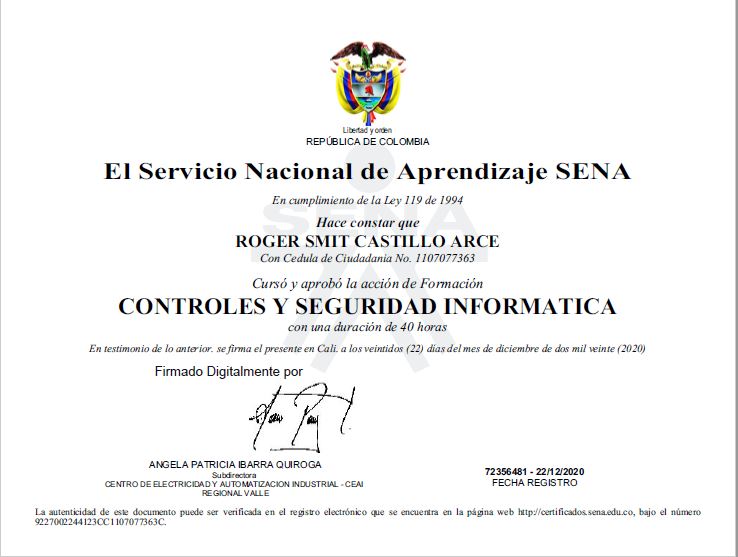 Libertad y orden
REPÚBLICA DE COLOMBIA
El Servicio Nacional de Aprendizaje SENA
En cumplimiento de la Ley 119 de 1994
SENA
Hace constar que
ROGER SMIT CASTILLO ARCE
Con Cedula de Ciudadania No. 1107077363
Cursó y aprobó la acción de Formación
CONTROLES Y SEGURIDAD INFORMATICA
con una duración de 40 horas
En testimonio de lo anterior. se firma el presente en Cali. a los veintidos (22) días del mes de diciembre de dos mil veinte (2020)
Firmado Digitalmente por
ANGELA PATRICIA IBARRA QUIROGA
Subdirectora
CENTRO DE ELECTRICIDAD Y AUTOMATIZACION INDUSTRIAL - CEAI
REGIONAL VALLE
72356481 - 22/12/2020
FECHA REGISTRO
La autenticidad de este documento puede ser verificada en el registro electrónico que se encuentra en la página web http://certificados.sena.edu.co, bajo el número
9227002244123CC1107077363C.